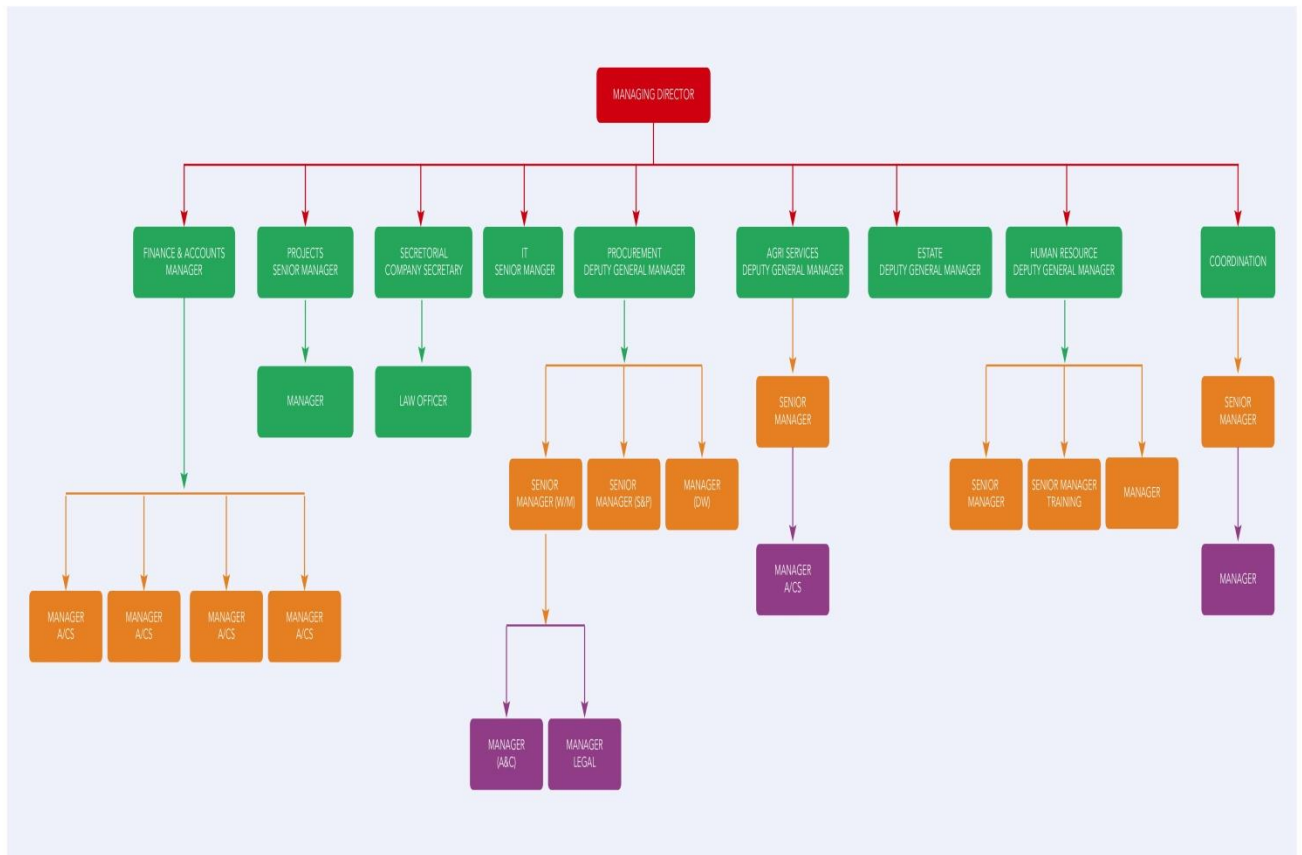 MANAGING DIRECTOR
FINANCE & ACCOUNTS
MANAGER
PROJECTS
SENIOR MANAGER
SECRETORIAL
COMPANY SECRETARY
IT
SENIOR MANGER
PROCUREMENT
DEPUTY GENERAL MANAGER
AGRI SERVICES
DEPUTY GENERAL MANAGER
ESTATE
DEPUTY GENERAL MANAGER
HUMAN RESOURCE
DEPUTY GENERAL MANAGER
COORDINATION
MANAGER
LAW OFFICER
SENIOR
MANAGER
SENIOR
MANAGER
SENIOR
MANAGER (W/M)
SENIOR
MANAGER (S&P)
MANAGER
(DW)
SENIOR
MANAGER
SENIOR MANAGER
TRAINING
MANAGER
MANAGER
A/CS
MANAGER
MANAGER
A/CS
MANAGER
A/CS
MANAGER
A/CS
MANAGER
A/CS
MANAGER
(A&C)
MANAGER
LEGAL